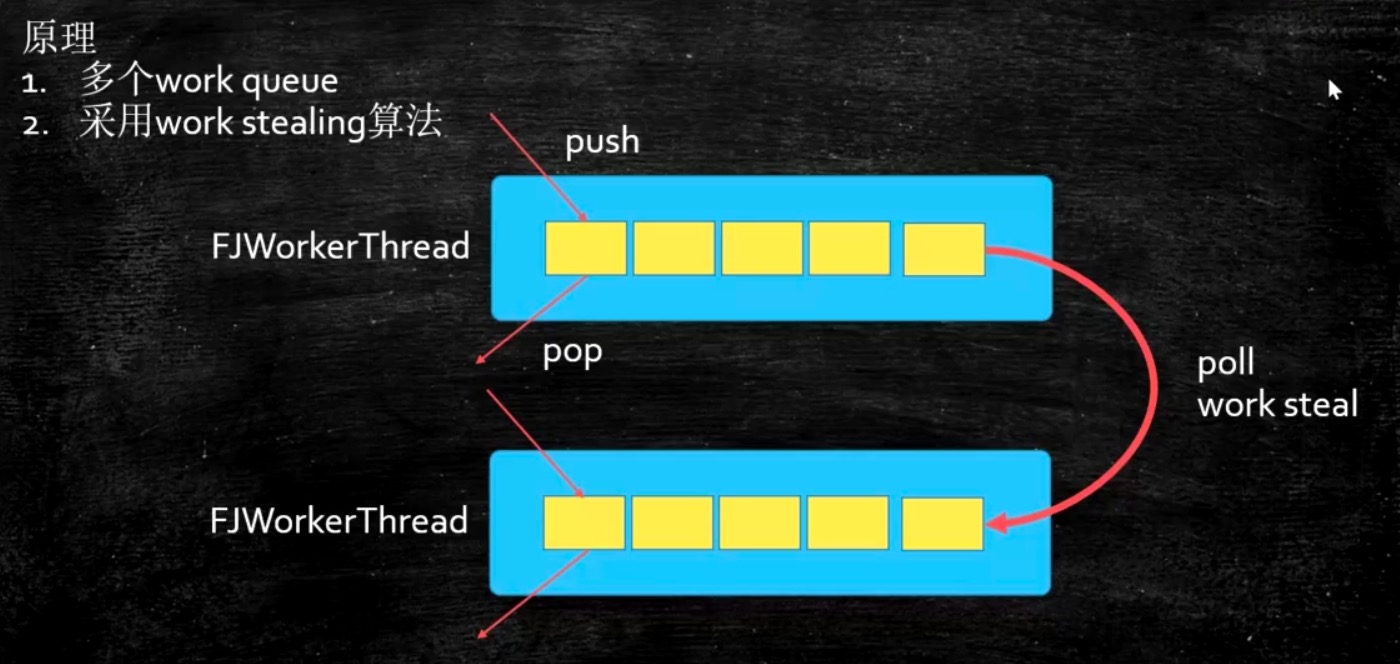 原理
1. 多个work queue
2. 采用work stealing算法
push
FJWorkerThread
pop
poll
work steal
FJWorkerThread